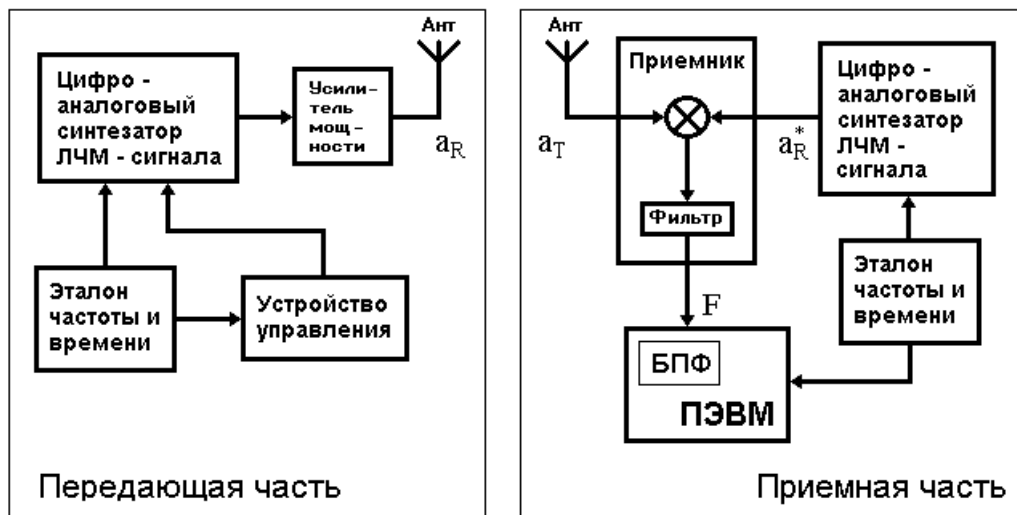 Ант
Цифро -
аналоговый
синтезатор
ЛЧМ - сигнала
Усили-
тель
мощ-
ности
a_R
Эталон
частоты и
времени
Устройство
управления
Передающая часть
Ант
Приемник
a_T
a_R^*
Цифро -
аналоговый
синтезатор
ЛЧМ -
сигнала
Фильтр
Эталон
частоты и
времени
F
БПФ
ПЭВМ
Приемная часть